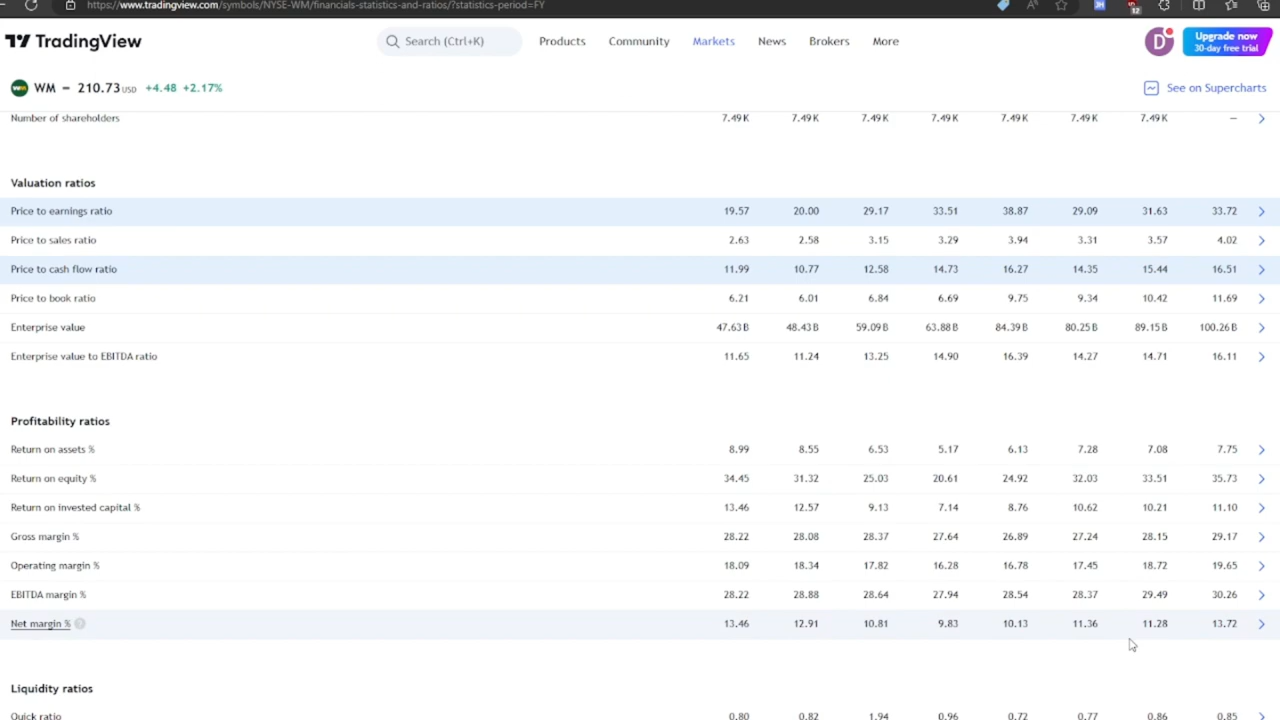 https://www.tradingview.com/symbols/NYSE-WM/financials-statistics-and-ratios/?statistics-period=FY
12
TradingView Search (Ctrl+K) Products Community Markets News Brokers More D Upgrade now
30-day free trial
WM 210.73 USD +4.48 +2.17% See on Supercharts
Number of shareholders 7.49 K 7.49 K 7.49 K 7.49 K 7.49 K 7.49 K 7.49 K —
Valuation ratios
Price to earnings ratio 19.57 20.00 29.17 33.51 38.87 29.09 31.63 33.72
Price to sales ratio 2.63 2.58 3.15 3.29 3.94 3.31 3.57 4.02
Price to cash flow ratio 11.99 10.77 12.58 14.73 16.27 14.35 15.44 16.51
Price to book ratio 6.21 6.01 6.84 6.69 9.75 9.34 10.42 11.69
Enterprise value 47.63 B 48.43 B 59.09 B 63.88 B 84.39 B 80.25 B 89.15 B 100.26 B
Enterprise value to EBITDA ratio 11.65 11.24 13.25 14.90 16.39 14.27 14.71 16.11
Profitability ratios
Return on assets % 8.99 8.55 6.53 5.17 6.13 7.28 7.08 7.75
Return on equity % 34.45 31.32 25.03 20.61 24.92 32.03 33.51 35.73
Return on invested capital % 13.46 12.57 9.13 7.14 8.76 10.62 10.21 11.10
Gross margin % 28.22 28.08 28.37 27.64 26.89 27.24 28.15 29.17
Operating margin % 18.09 18.34 17.82 16.28 16.78 17.45 18.72 19.65
EBITDA margin % 28.22 28.88 28.64 27.94 28.54 28.37 29.49 30.26
Net margin % 13.46 12.91 10.81 9.83 10.13 11.36 11.28 13.72
Liquidity ratios
Quick ratio 0.80 0.82 1.94 0.96 0.72 0.77 0.86 0.85